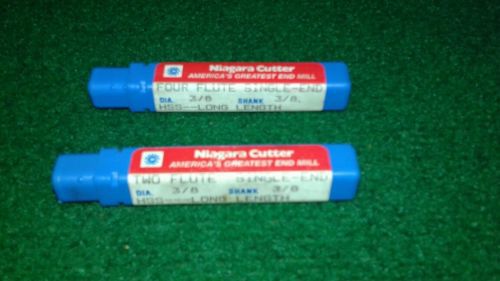 Niagara Cutter
AMERICA'S GREATEST END MILL
FOUR FLUTE SINGLE-END
DIA. 3/8 SHANK 3/8
HSS--LONG LENGTH
Niagara Cutter
AMERICA'S GREATEST END MILL
TWO FLUTE SINGLE-END
DIA. 3/8 SHANK 3/8
HSS--LONG LENGTH